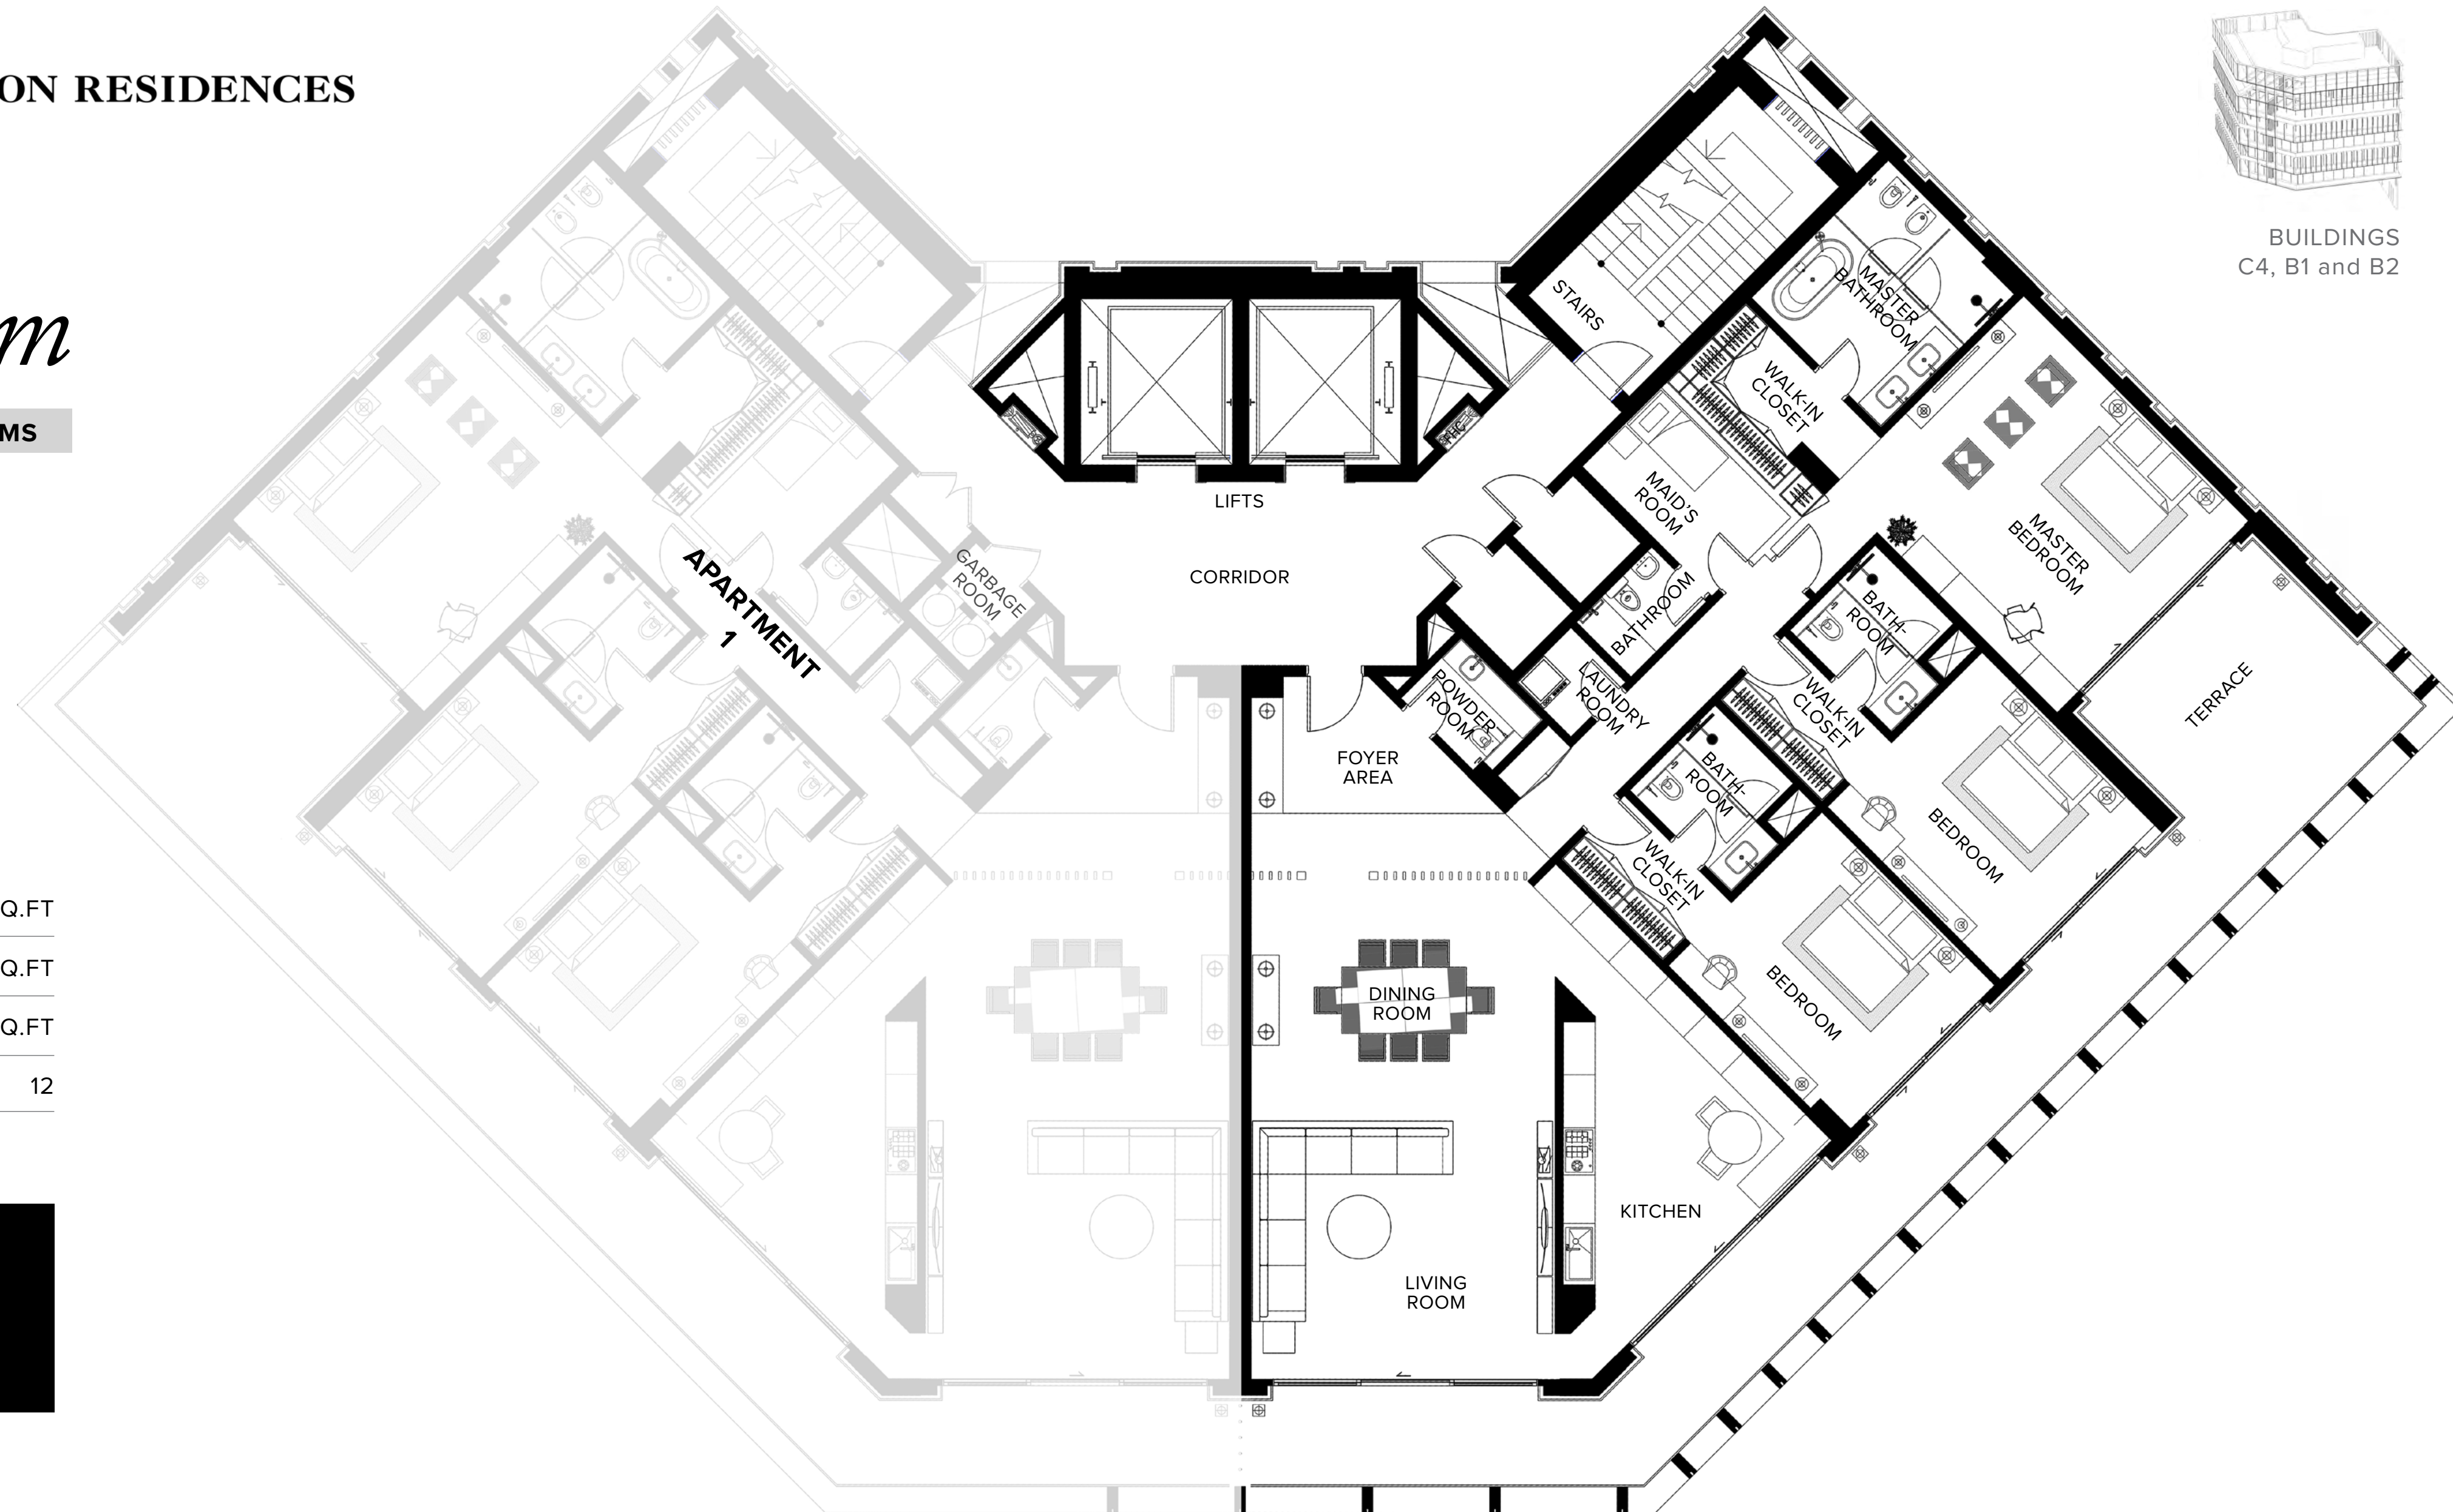 ON RESIDENCES
m
MS
Q.FT
Q.FT
Q.FT
12
BUILDINGS
C4, B1 and B2
APARTMENT
1
GARBAGE
ROOM
LIFTS
CORRIDOR
STAIRS
MASTER
BATHROOM
WALK-IN
CLOSET
MAID'S
ROOM
MASTER
BEDROOM
BATHROOM
BATH-
ROOM
TERRACE
POWDER
ROOM
LAUNDRY
ROOM
WALK-IN
CLOSET
FOYER
AREA
BATH-
ROOM
BEDROOM
WALK-IN
CLOSET
BEDROOM
DINING
ROOM
KITCHEN
LIVING
ROOM